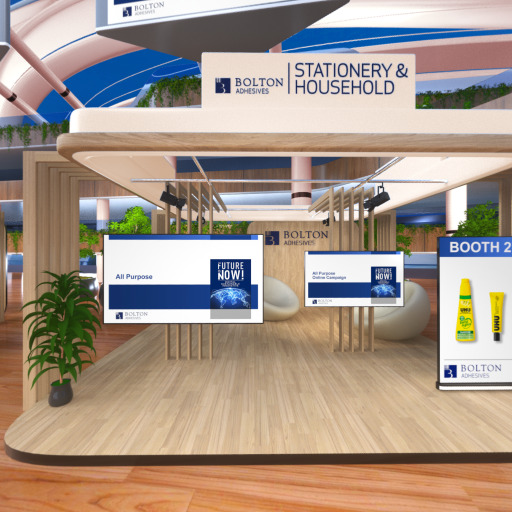 BOLTON
ADHESIVES
BOLTON
ADHESIVES
STATIONERY &
HOUSEHOLD
BOLTON
ADHESIVES
All Purpose
FUTURE
NOW!
BOLTON
All Purpose
Online Campaign
FUTURE
NOW!
BOLTON
BOOTH 2
UHU
UHU
BOLTON
ADHESIVES